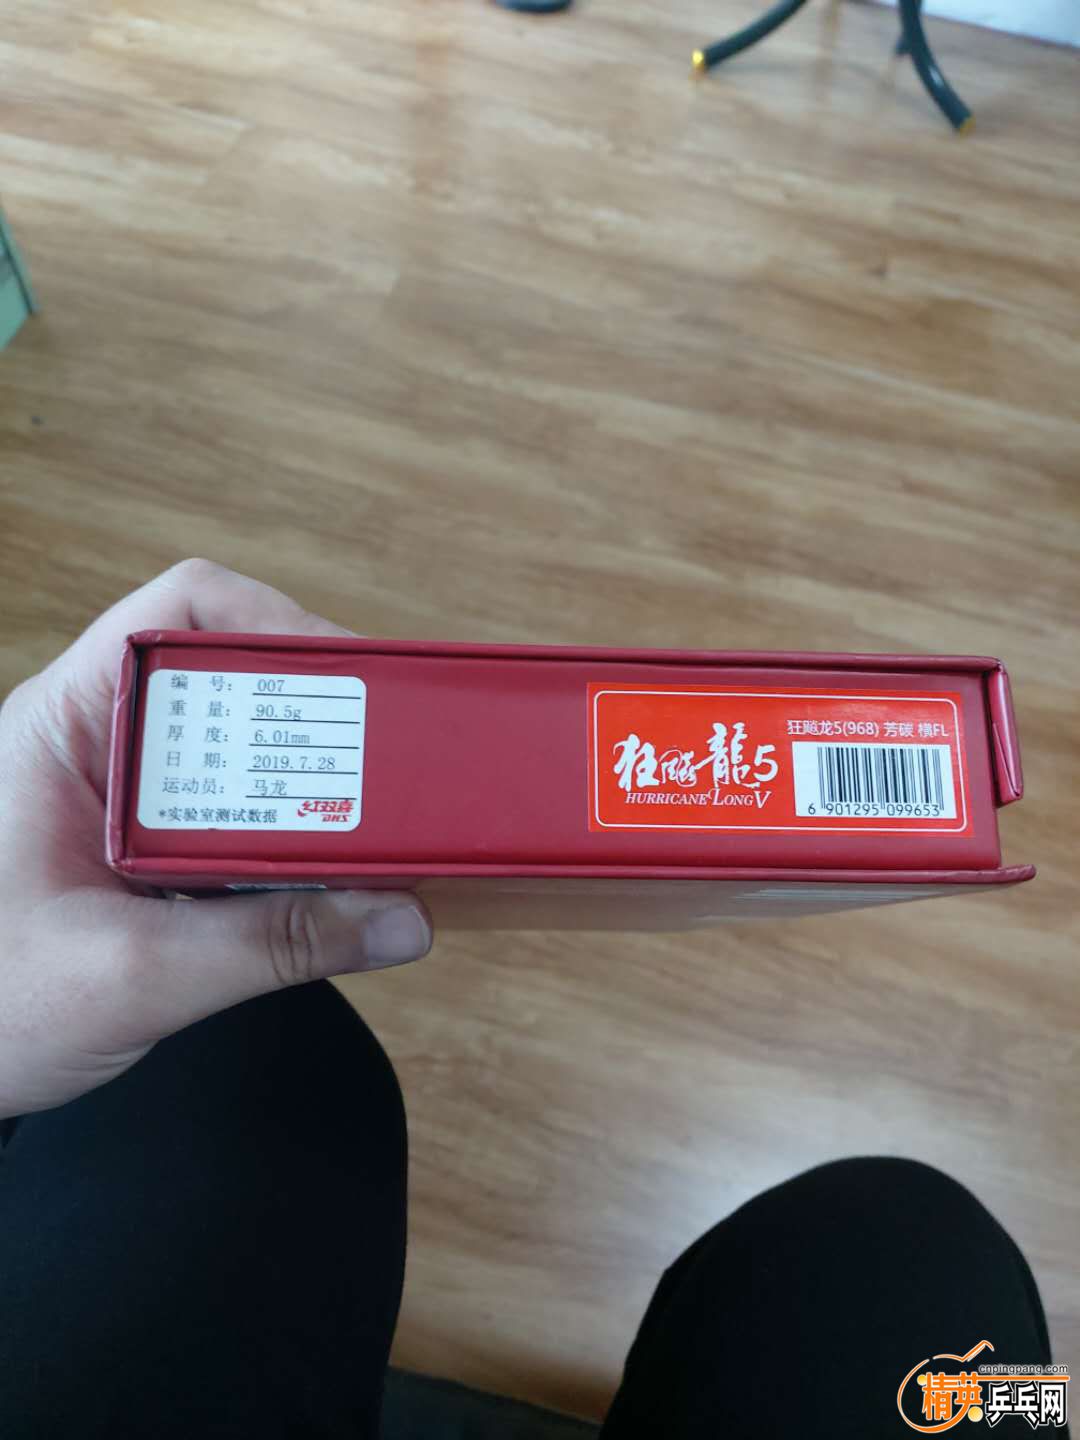 编 号: 007
重 量: 90.5g
厚 度: 6.01mm
日 期: 2019.7.28
运动员: 马龙
*实验室测试数据
红双喜
DHS
狂飚龍5
HURRICANE LONG V
狂飚龙5(968) 芳碳 横FL
6 901295 099653
cnpingpang.com
精英乒乓网